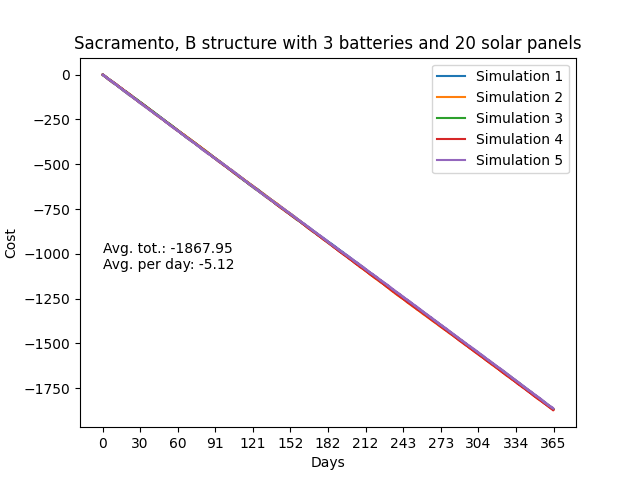 Sacramento, B structure with 3 batteries and 20 solar panels
0
−250
−500
−750
−1000
−1250
−1500
−1750
Cost
Simulation 1
Simulation 2
Simulation 3
Simulation 4
Simulation 5
Avg. tot.: -1867.95
Avg. per day: -5.12
0 30 60 91 121 152 182 212 243 273 304 334 365
Days